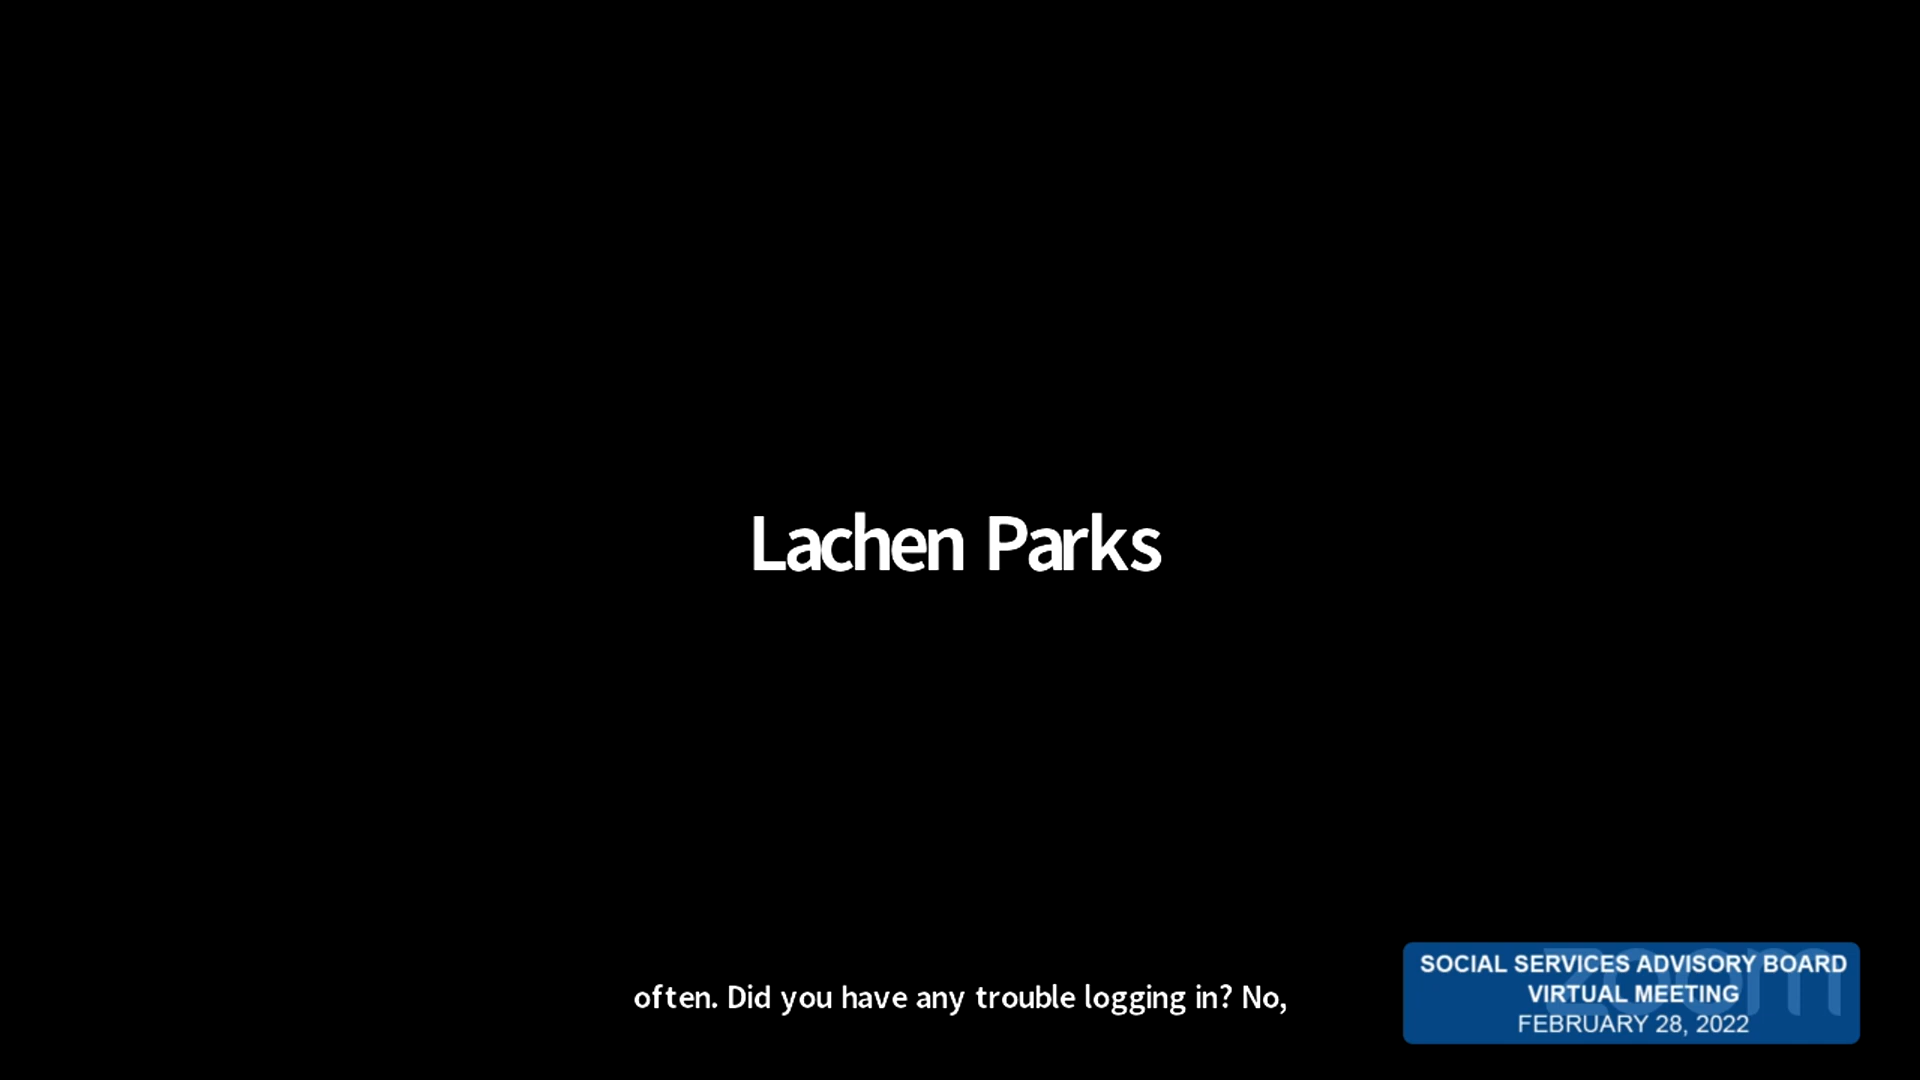 Lachen Parks
often. Did you have any trouble logging in? No,
zoom
SOCIAL SERVICES ADVISORY BOARD
VIRTUAL MEETING
FEBRUARY 28, 2022